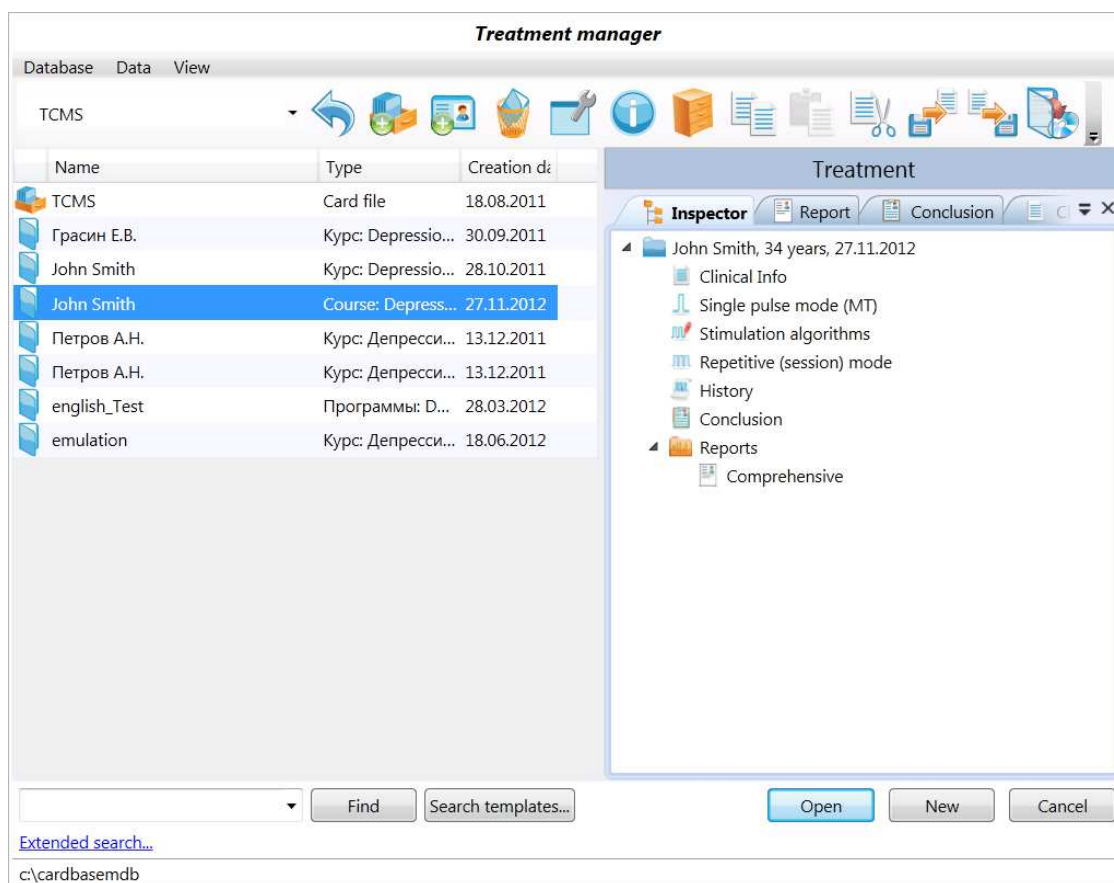 Treatment manager
Database Data View
TCMS
Name Type Creation da
TCMS Card file 18.08.2011
Грасин Е.В. Курс: Depressio... 30.09.2011
John Smith Курс: Depressio... 28.10.2011
John Smith Course: Depress... 27.11.2012
Петров А.Н. Курс: Депресси... 13.12.2011
Петров А.Н. Курс: Депресси... 13.12.2011
english_Test Программы: D... 28.03.2012
emulation Курс: Депресси... 18.06.2012
Treatment
Inspector Report Conclusion
John Smith, 34 years, 27.11.2012
Clinical Info
Single pulse mode (MT)
Stimulation algorithms
Repetitive (session) mode
History
Conclusion
Reports
Comprehensive
Find Search templates... Open New Cancel
Extended search...
c:\cardbasemdb